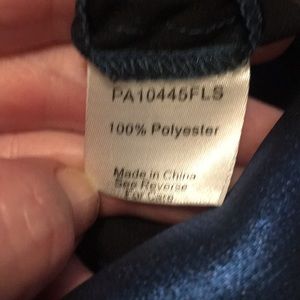 PA10445FLS
100% Polyester
Made in China
See Reverse
For Care